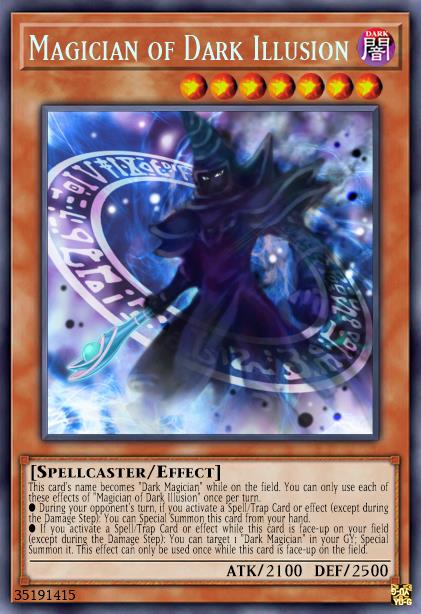 Magician of Dark Illusion
DARK
闇
[Spellcaster/Effect]
This card's name becomes "Dark Magician" while on the field. You can only use each of
these effects of "Magician of Dark Illusion" once per turn.
● During your opponent's turn, if you activate a Spell/Trap Card or effect (except during
the Damage Step): You can Special Summon this card from your hand.
● If you activate a Spell/Trap Card or effect while this card is face-up on your field
(except during the Damage Step): You can target 1 "Dark Magician" in your GY; Special
Summon it. This effect can only be used once while this card is face-up on the field.
ATK/2100 DEF/2500
35191415